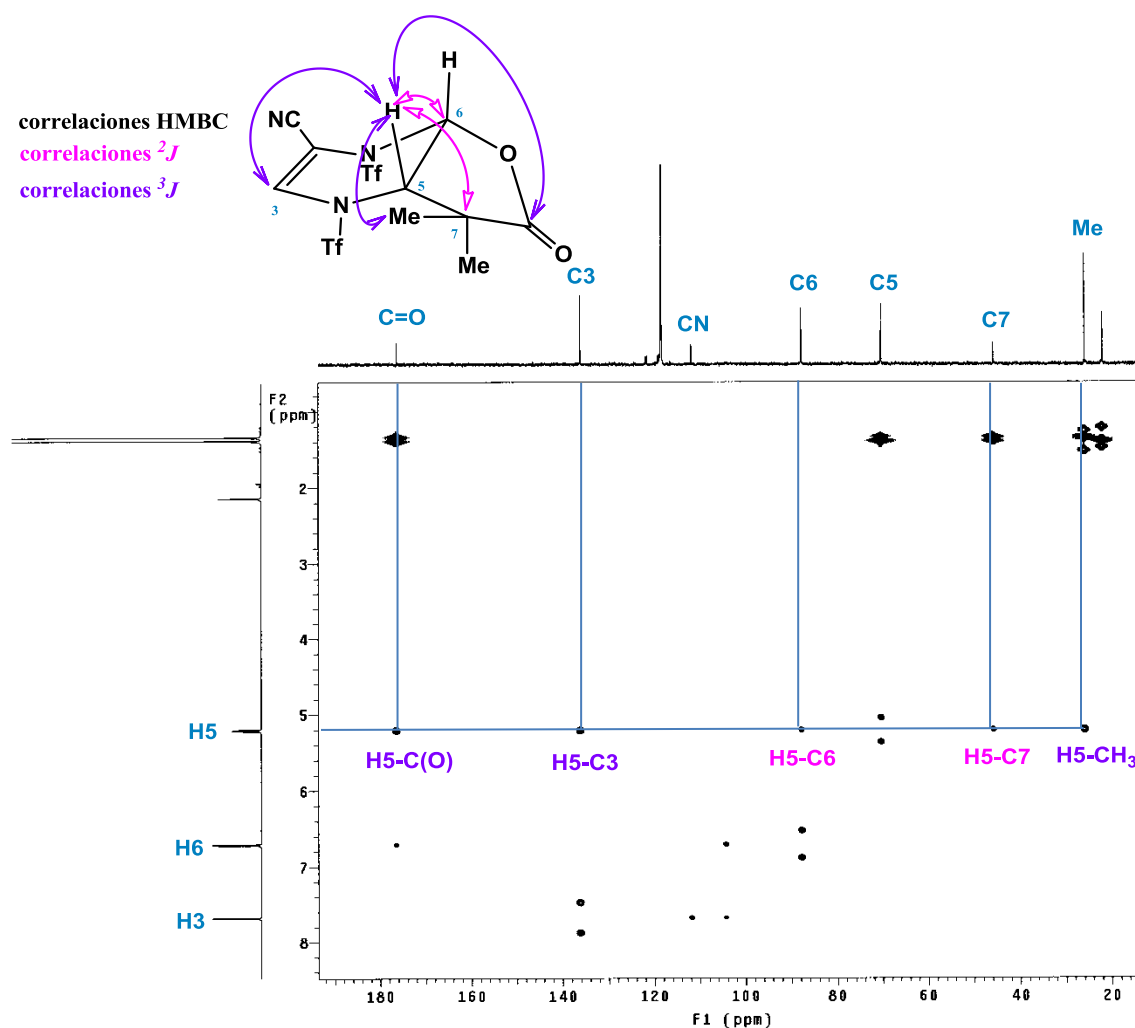 H
H
6
correlaciones HMBC
NC
correlaciones ²J
N
O
Tf
correlaciones ³J
5
3
N
Me
7
O
Tf
Me
Me
C3
C6
C5
C=O
CN
C7
F2
(ppm)
2
3
4
H5
5
H5-C(O)
H5-C3
H5-C6
H5-C7
H5-CH₃
6
H6
7
H3
8
180
160
140
120
100
80
60
40
20
F1 (ppm)